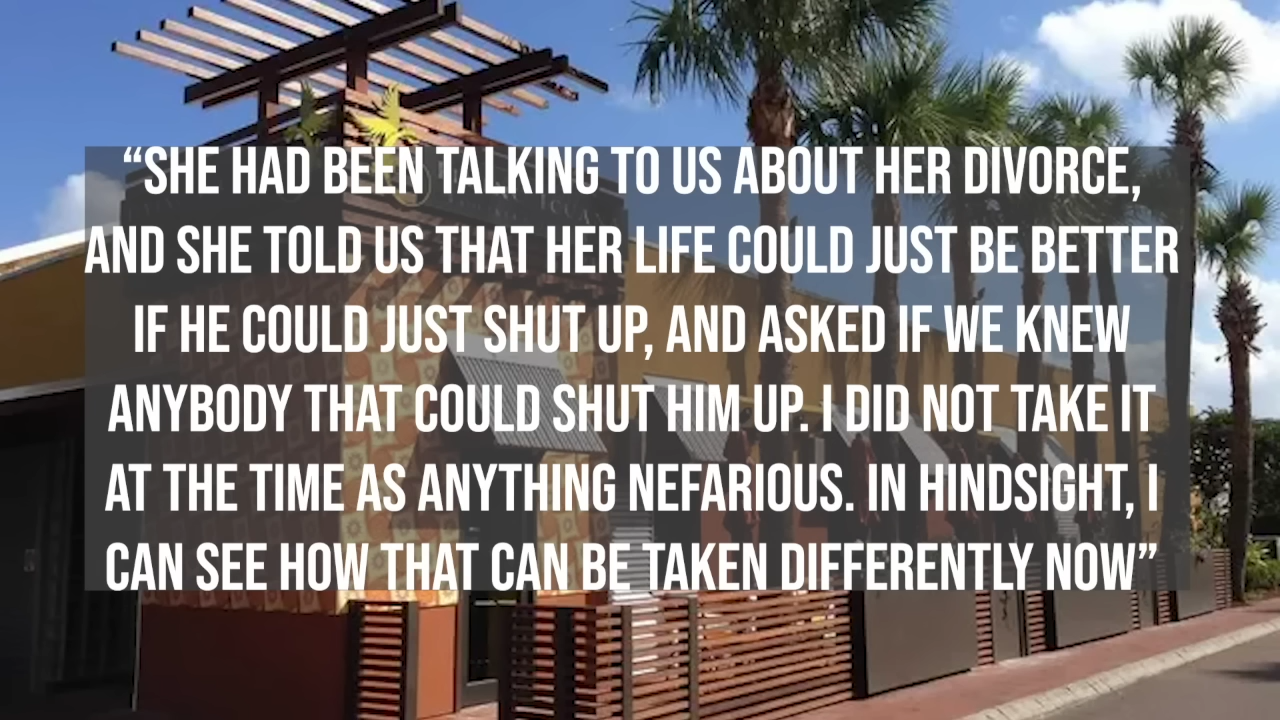 “SHE HAD BEEN TALKING TO US ABOUT HER DIVORCE,
AND SHE TOLD US THAT HER LIFE COULD JUST BE BETTER
IF HE COULD JUST SHUT UP, AND ASKED IF WE KNEW
ANYBODY THAT COULD SHUT HIM UP. I DID NOT TAKE IT
AT THE TIME AS ANYTHING NEFARIOUS. IN HINDSIGHT, I
CAN SEE HOW THAT CAN BE TAKEN DIFFERENTLY NOW”